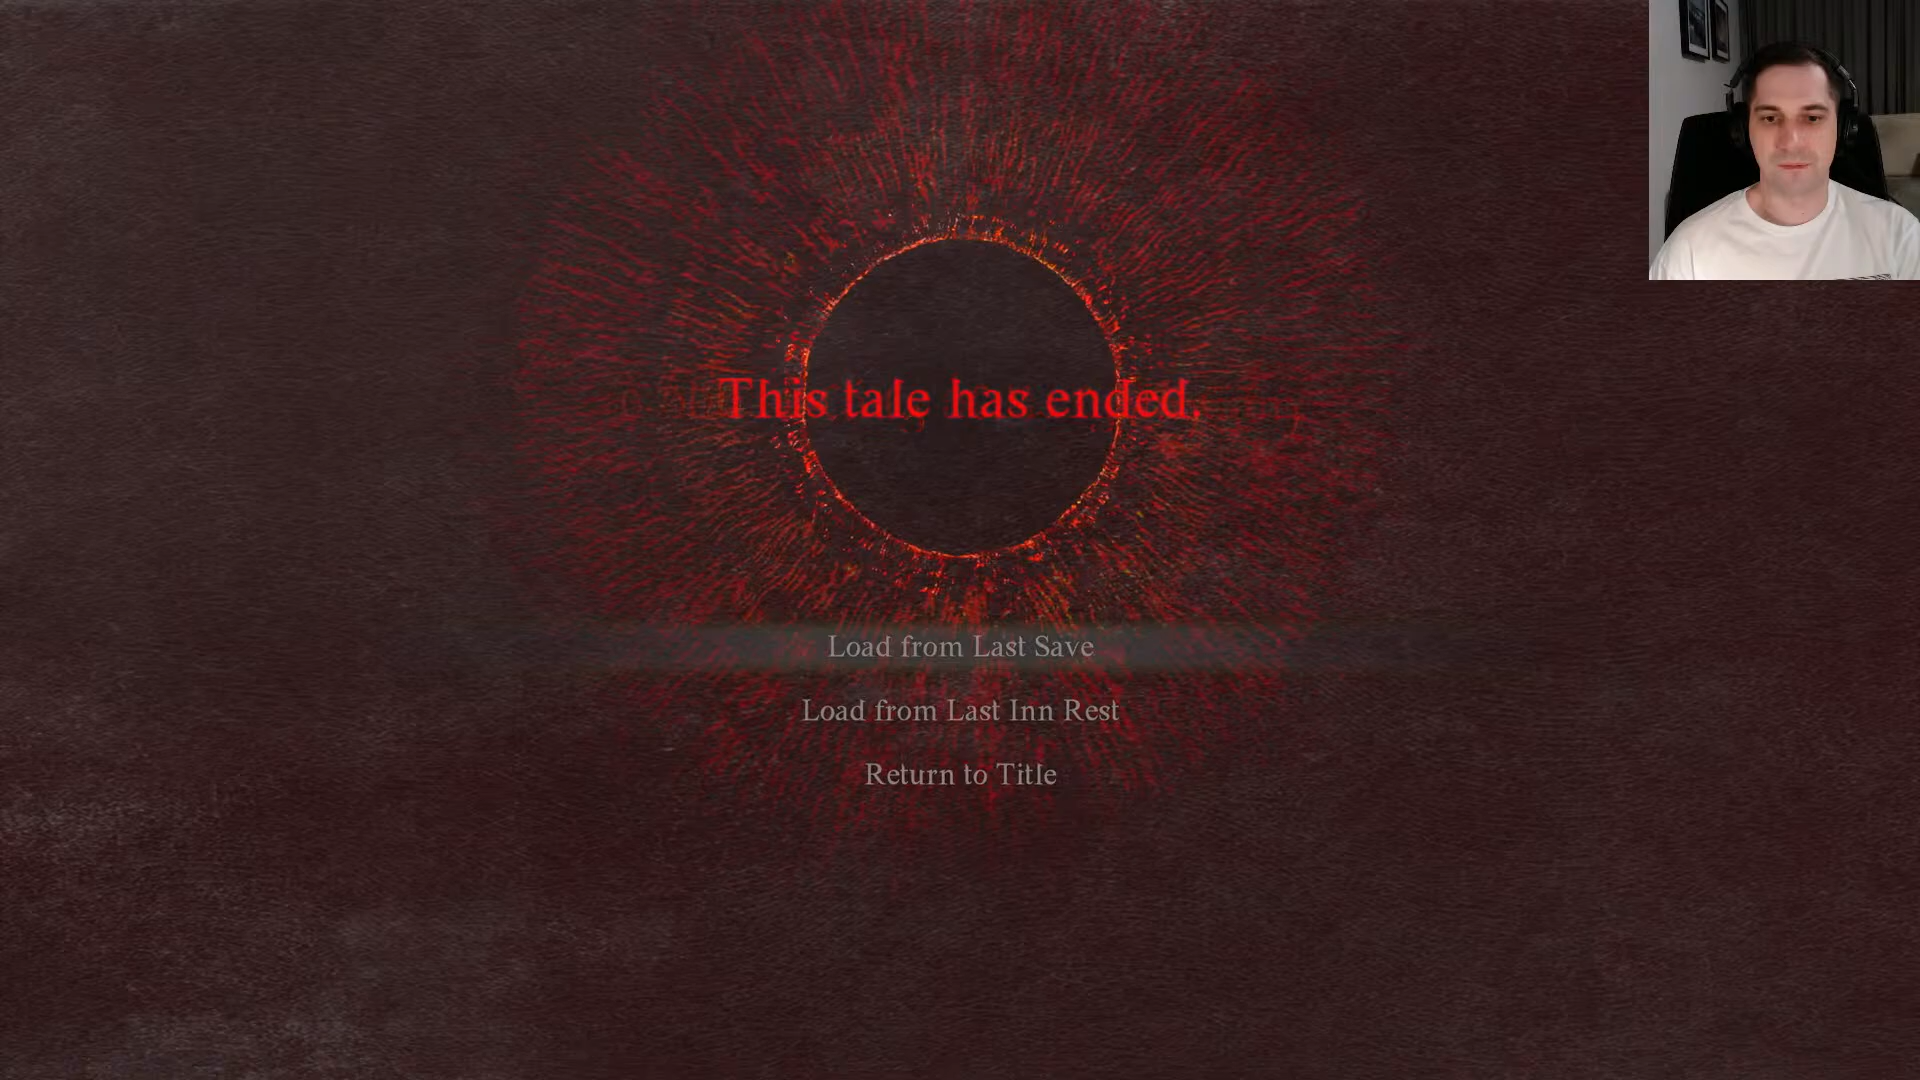 This tale has ended.
Load from Last Save
Load from Last Inn Rest
Return to Title